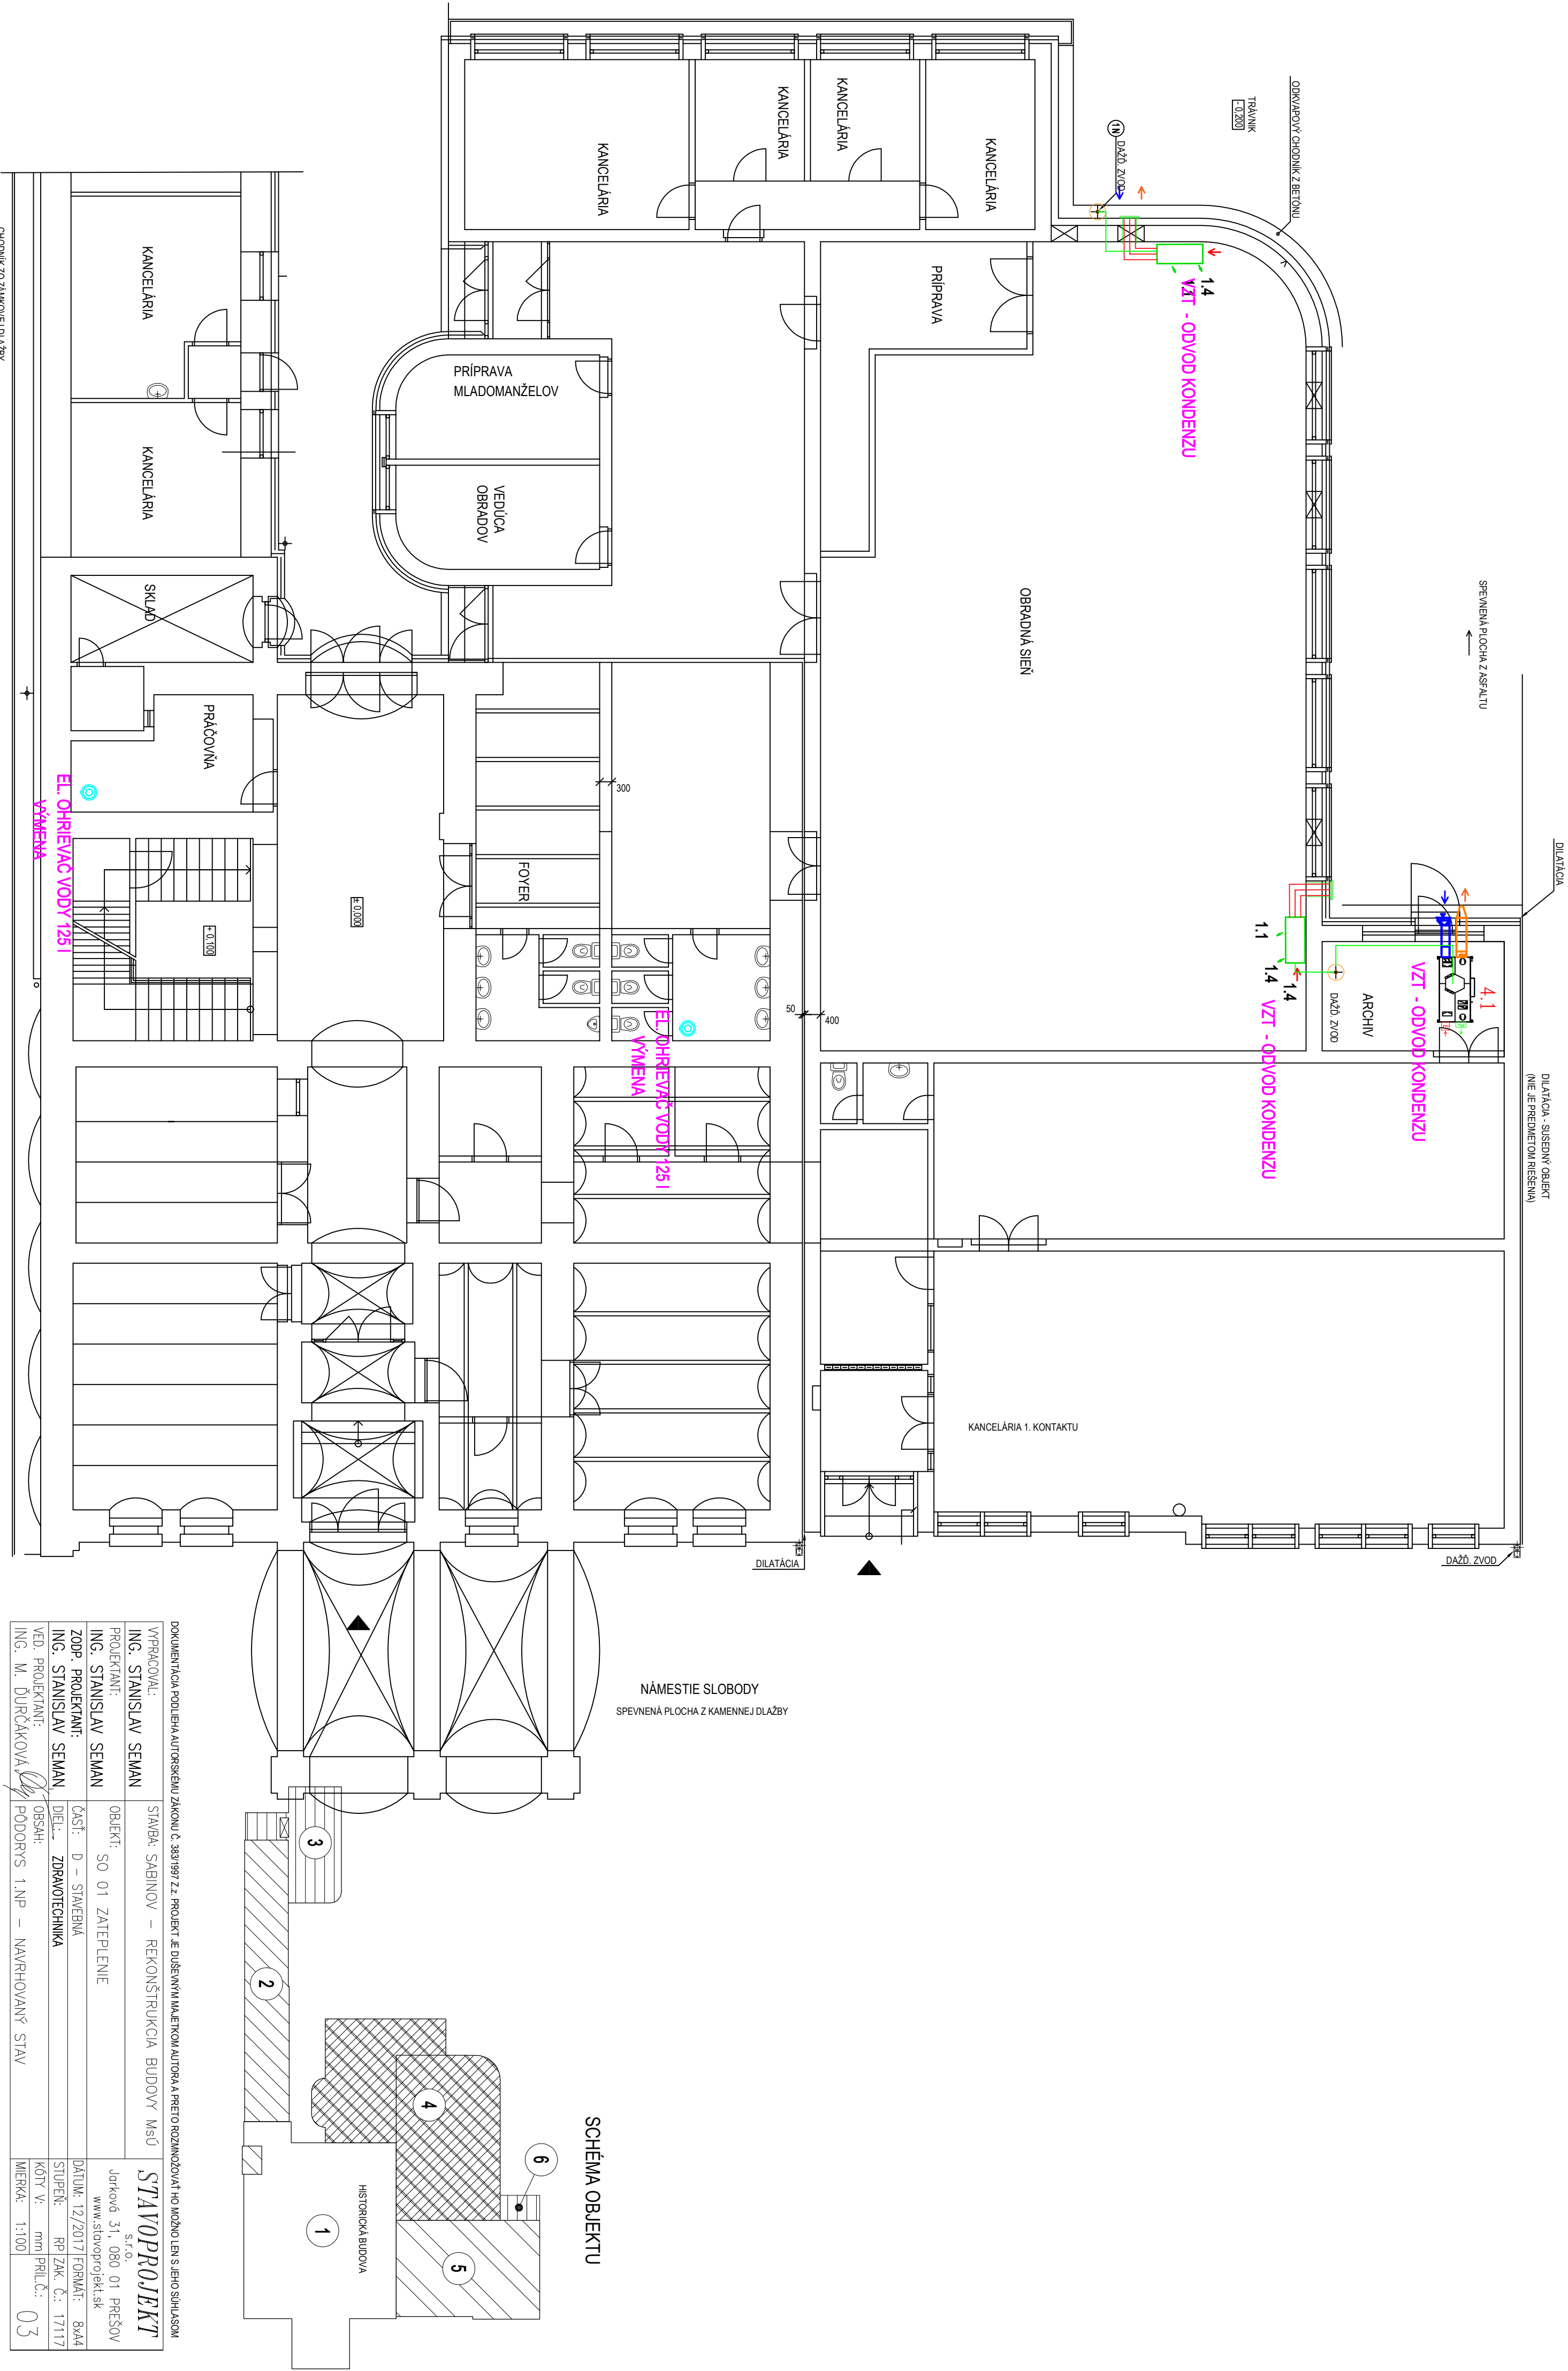 CHODNÍK ZO ZÁMKOVEJ DLAŽBY
ODKVAPOVÝ CHODNÍK Z BETÓNU
TRÁVNIK
- 0,200
1N
DAŽĎ. ZVOD
KANCELÁRIA
KANCELÁRIA
KANCELÁRIA
KANCELÁRIA
PRÍPRAVA
1.4
VZT - ODVOD KONDENZU
KANCELÁRIA
KANCELÁRIA
PRÍPRAVA
MLADOMANŽELOV
VEDÚCA
OBRADOV
OBRADNÁ SIEŇ
SPEVNENÁ PLOCHA Z ASFALTU
SKLAD
PRÁČOVŇA
EL. OHRIEVAČ VODY 125 l
VÝMENA
300
FOYER
± 0,000
+ 0,100
50
400
EL. OHRIEVAČ VODY 125 l
VÝMENA
DILATÁCIA
1.1
1.4
1.4
VZT - ODVOD KONDENZU
DAŽĎ. ZVOD
ARCHIV
VZT - ODVOD KONDENZU
4.1
DILATÁCIA - SUSEDNÝ OBJEKT
(NIE JE PREDMETOM RIEŠENIA)
KANCELÁRIA 1. KONTAKTU
DILATÁCIA
DAŽĎ. ZVOD
NÁMESTIE SLOBODY
SPEVNENÁ PLOCHA Z KAMENNEJ DLAŽBY
SCHÉMA OBJEKTU
HISTORICKÁ BUDOVA
1
2
3
4
5
6
DOKUMENTÁCIA PODLIEHA AUTORSKÉMU ZÁKONU Č. 383/1997 Z.z. PROJEKT JE DUŠEVNÝM MAJETKOM AUTORA A PRETO ROZMNOŽOVAŤ HO MOŽNO LEN S JEHO SÚHLASOM
VYPRACOVAL:
ING. STANISLAV SEMAN
PROJEKTANT:
ING. STANISLAV SEMAN
ZODP. PROJEKTANT:
ING. STANISLAV SEMAN
VED. PROJEKTANT:
ING. M. ĎURČÁKOVÁ
STAVBA: SABINOV – REKONŠTRUKCIA BUDOVY MsÚ
OBJEKT: SO 01 ZATEPLENIE
ČASŤ: D – STAVEBNÁ
DIEL: ZDRAVOTECHNIKA
OBSAH:
PÔDORYS 1.NP – NAVRHOVANÝ STAV
STAVOPROJEKT
s.r.o.
Jarková 31, 080 01 PREŠOV
www.stavoprojekt.sk
DÁTUM: 12/2017 FORMÁT: 8xA4
STUPEŇ: RP ZAK. Č.: 17117
KÓTY V: mm PRÍL.Č.:
MIERKA: 1:100 03